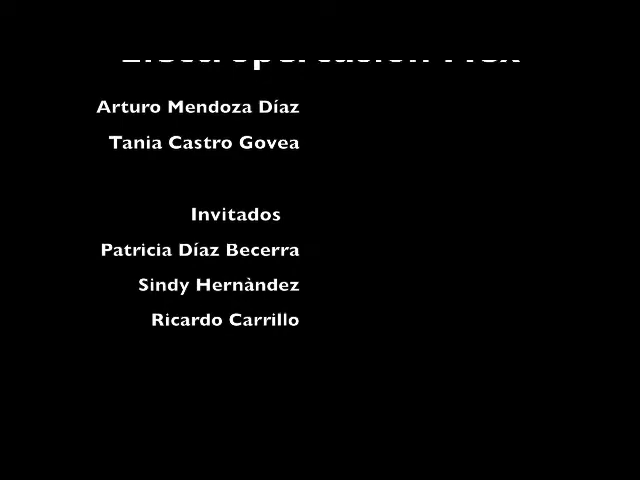 Arturo Mendoza Díaz
Tania Castro Govea
Invitados
Patricia Díaz Becerra
Sindy Hernàndez
Ricardo Carrillo